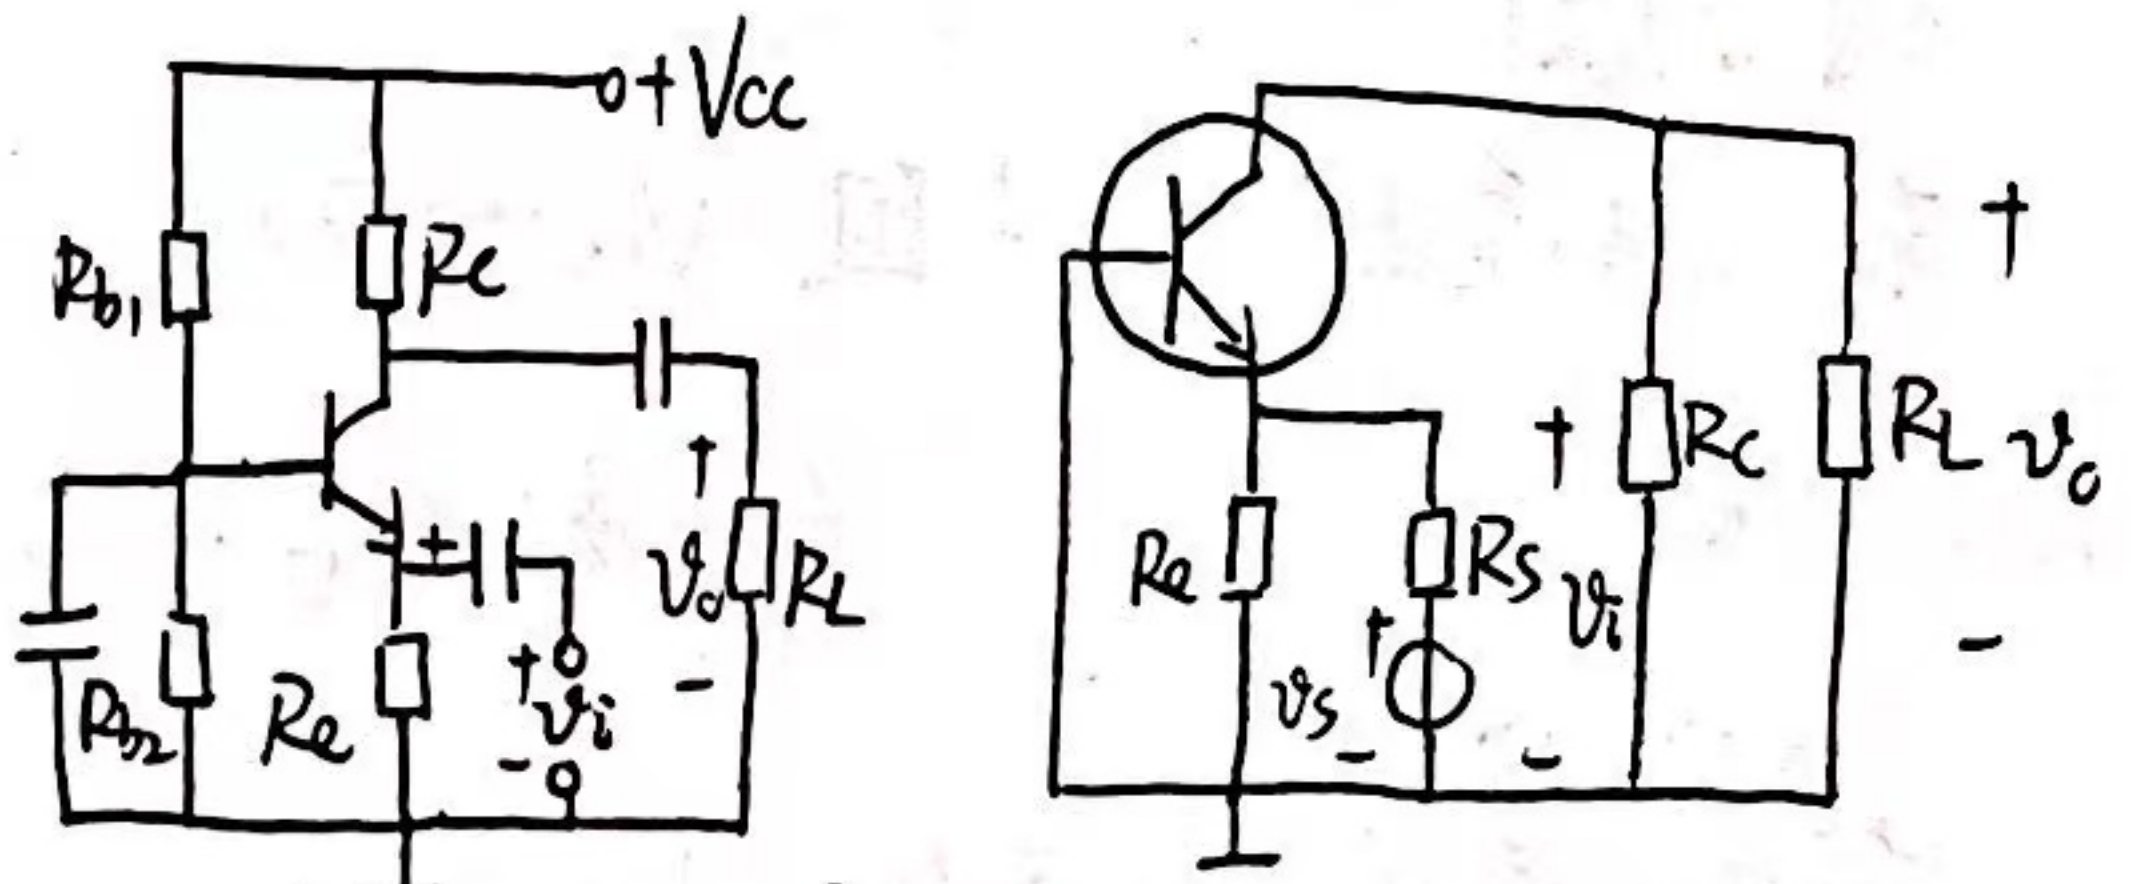 +Vcc
Rb1
Rc
+
+
vo
RL
Rb2
Re
+
vi
-
-
+
+
Rc
RL
vo
Re
Rs
vi
+
vs
-
-
-